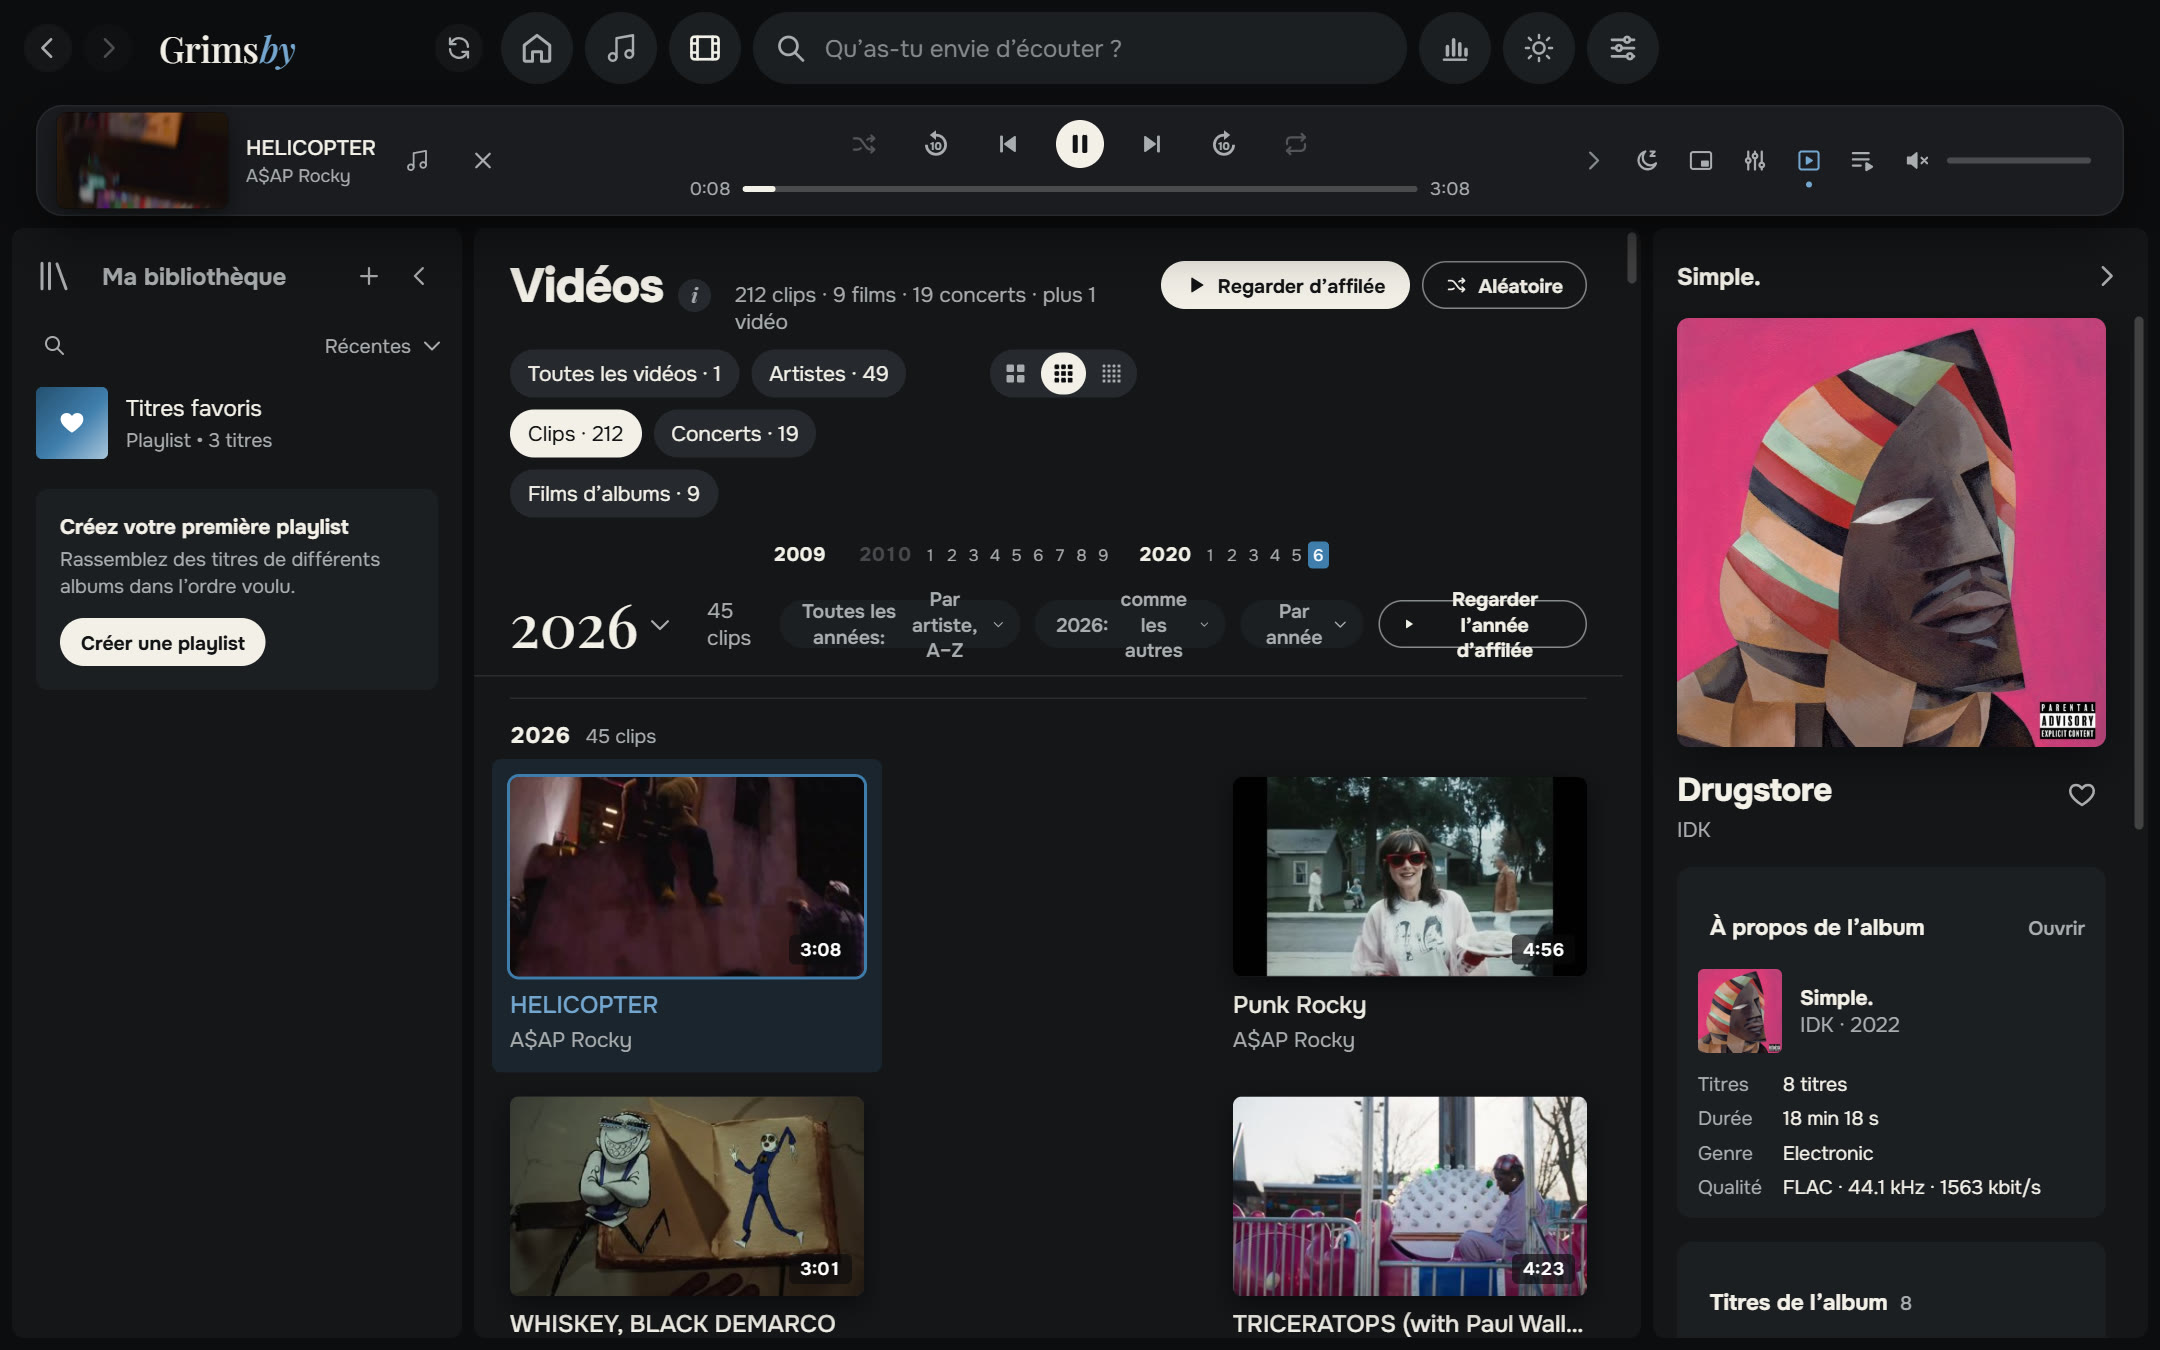 Grimsby
Qu’as-tu envie d’écouter ?
HELICOPTER
A$AP Rocky
10
10
0:08
3:08
Ma bibliothèque
Récentes
Titres favoris
Playlist • 3 titres
Créez votre première playlist
Rassemblez des titres de différents
albums dans l’ordre voulu.
Créer une playlist
Vidéos
i
212 clips · 9 films · 19 concerts · plus 1
vidéo
Regarder d’affilée
Aléatoire
Toutes les vidéos · 1
Artistes · 49
Clips · 212
Concerts · 19
Films d’albums · 9
2009 2010 1 2 3 4 5 6 7 8 9 2020 1 2 3 4 5 6
2026
45
clips
Toutes les
années:
Par
artiste,
A–Z
2026:
comme
les
autres
Par
année
Regarder
l’année
d’affilée
2026 45 clips
3:08
HELICOPTER
A$AP Rocky
4:56
Punk Rocky
A$AP Rocky
3:01
WHISKEY, BLACK DEMARCO
4:23
TRICERATOPS (with Paul Wall...
Simple.
PARENTAL
ADVISORY
EXPLICIT CONTENT
Drugstore
IDK
À propos de l’album
Ouvrir
Simple.
IDK · 2022
Titres 8 titres
Durée 18 min 18 s
Genre Electronic
Qualité FLAC · 44.1 kHz · 1563 kbit/s
Titres de l’album 8